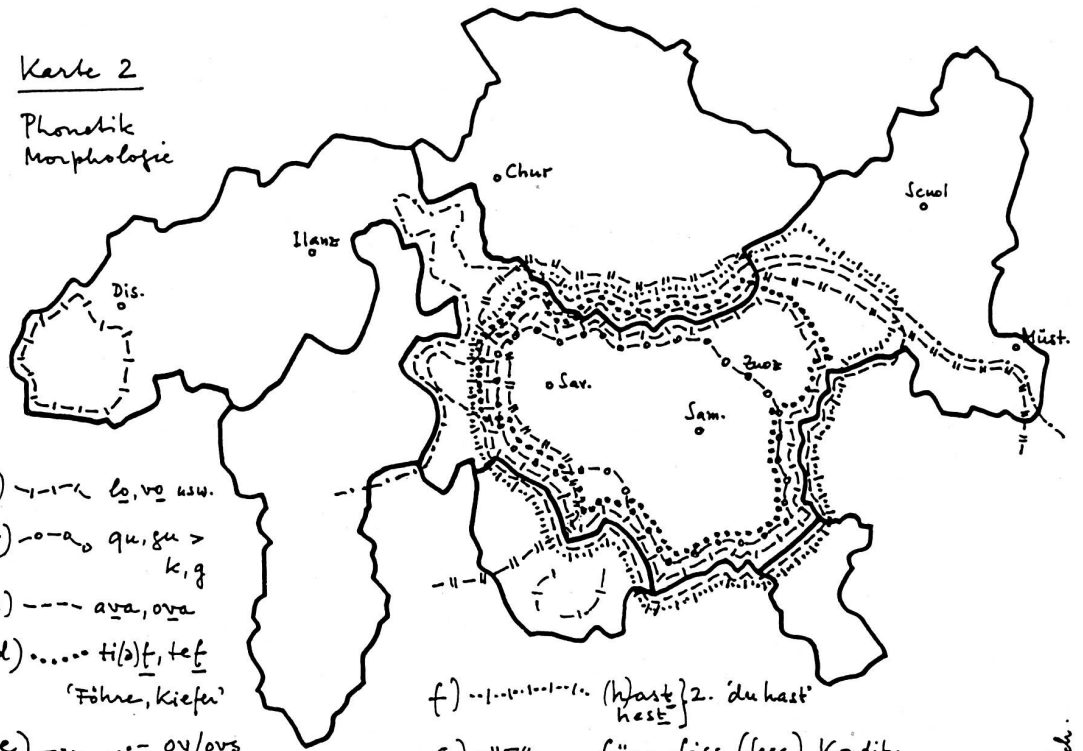 Karte 2
Phonetik
Morphologie
Chur
Scuol
Ilanz
Dis.
Müst.
Zuoz
Sav.
Sam.
) lo, vo usw.
) qu, gu >
k, g
) ava, ova
d) ti(a)f, tef
'Föhre, Kiefer'
e) ov/ovs
f) (h)ast } 2. 'du hast'
hest